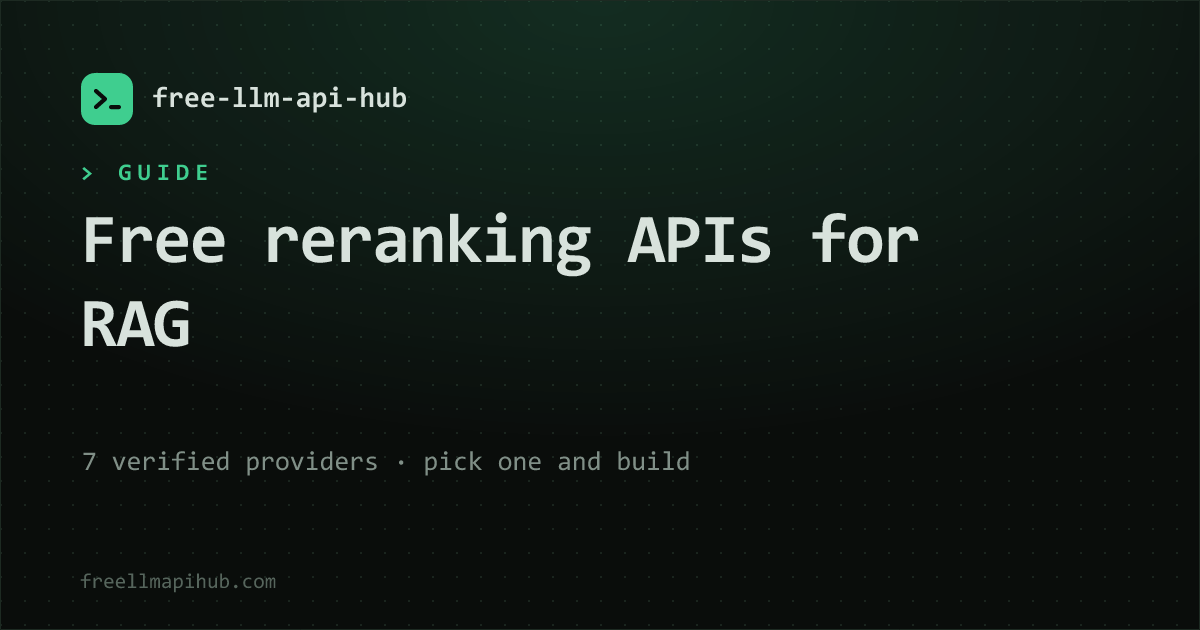 free-llm-api-hub
> GUIDE
Free reranking APIs for
RAG
7 verified providers · pick one and build
freellmapihub.com